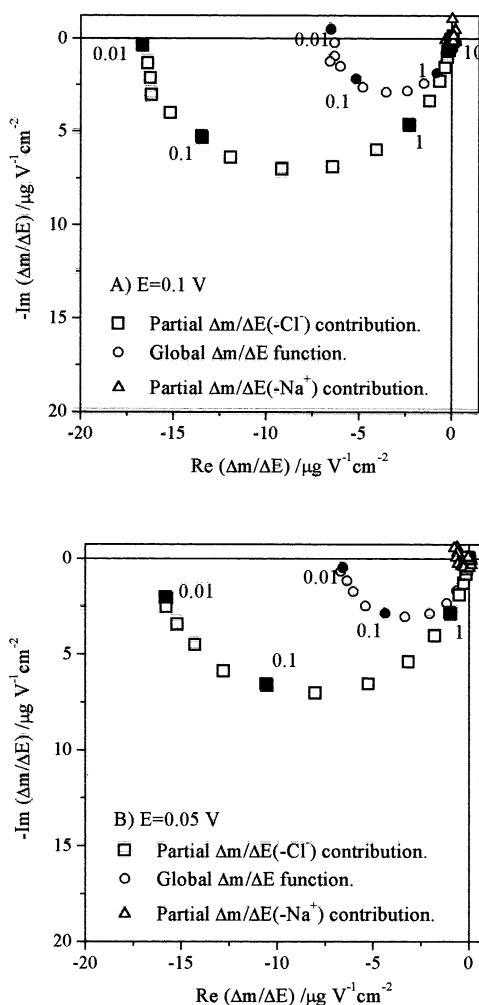 0.01
0.01
10
0.1
1
0.1
1
0
5
10
15
20
-Im (Δm/ΔE) /μg V⁻¹cm⁻²
A) E=0.1 V
Partial Δm/ΔE(-Cl⁻) contribution.
Global Δm/ΔE function.
Partial Δm/ΔE(-Na⁺) contribution.
-20 -15 -10 -5 0
Re (Δm/ΔE) /μg V⁻¹cm⁻²
0.01
0.01
0.1
1
0.1
0
5
10
15
20
-Im (Δm/ΔE) /μg V⁻¹cm⁻²
B) E=0.05 V
Partial Δm/ΔE(-Cl⁻) contribution.
Global Δm/ΔE function.
Partial Δm/ΔE(-Na⁺) contribution.
-20 -15 -10 -5 0
Re (Δm/ΔE) /μg V⁻¹cm⁻²